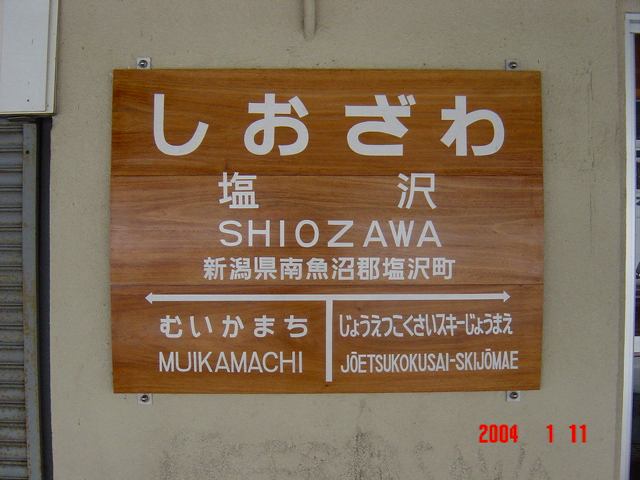 しおざわ
塩 沢
SHIOZAWA
新潟県南魚沼郡塩沢町
むいかまち じょうえつこくさいスキーじょうまえ
MUIKAMACHI JŌETSUKOKUSAI-SKIJŌMAE
2004 1 11